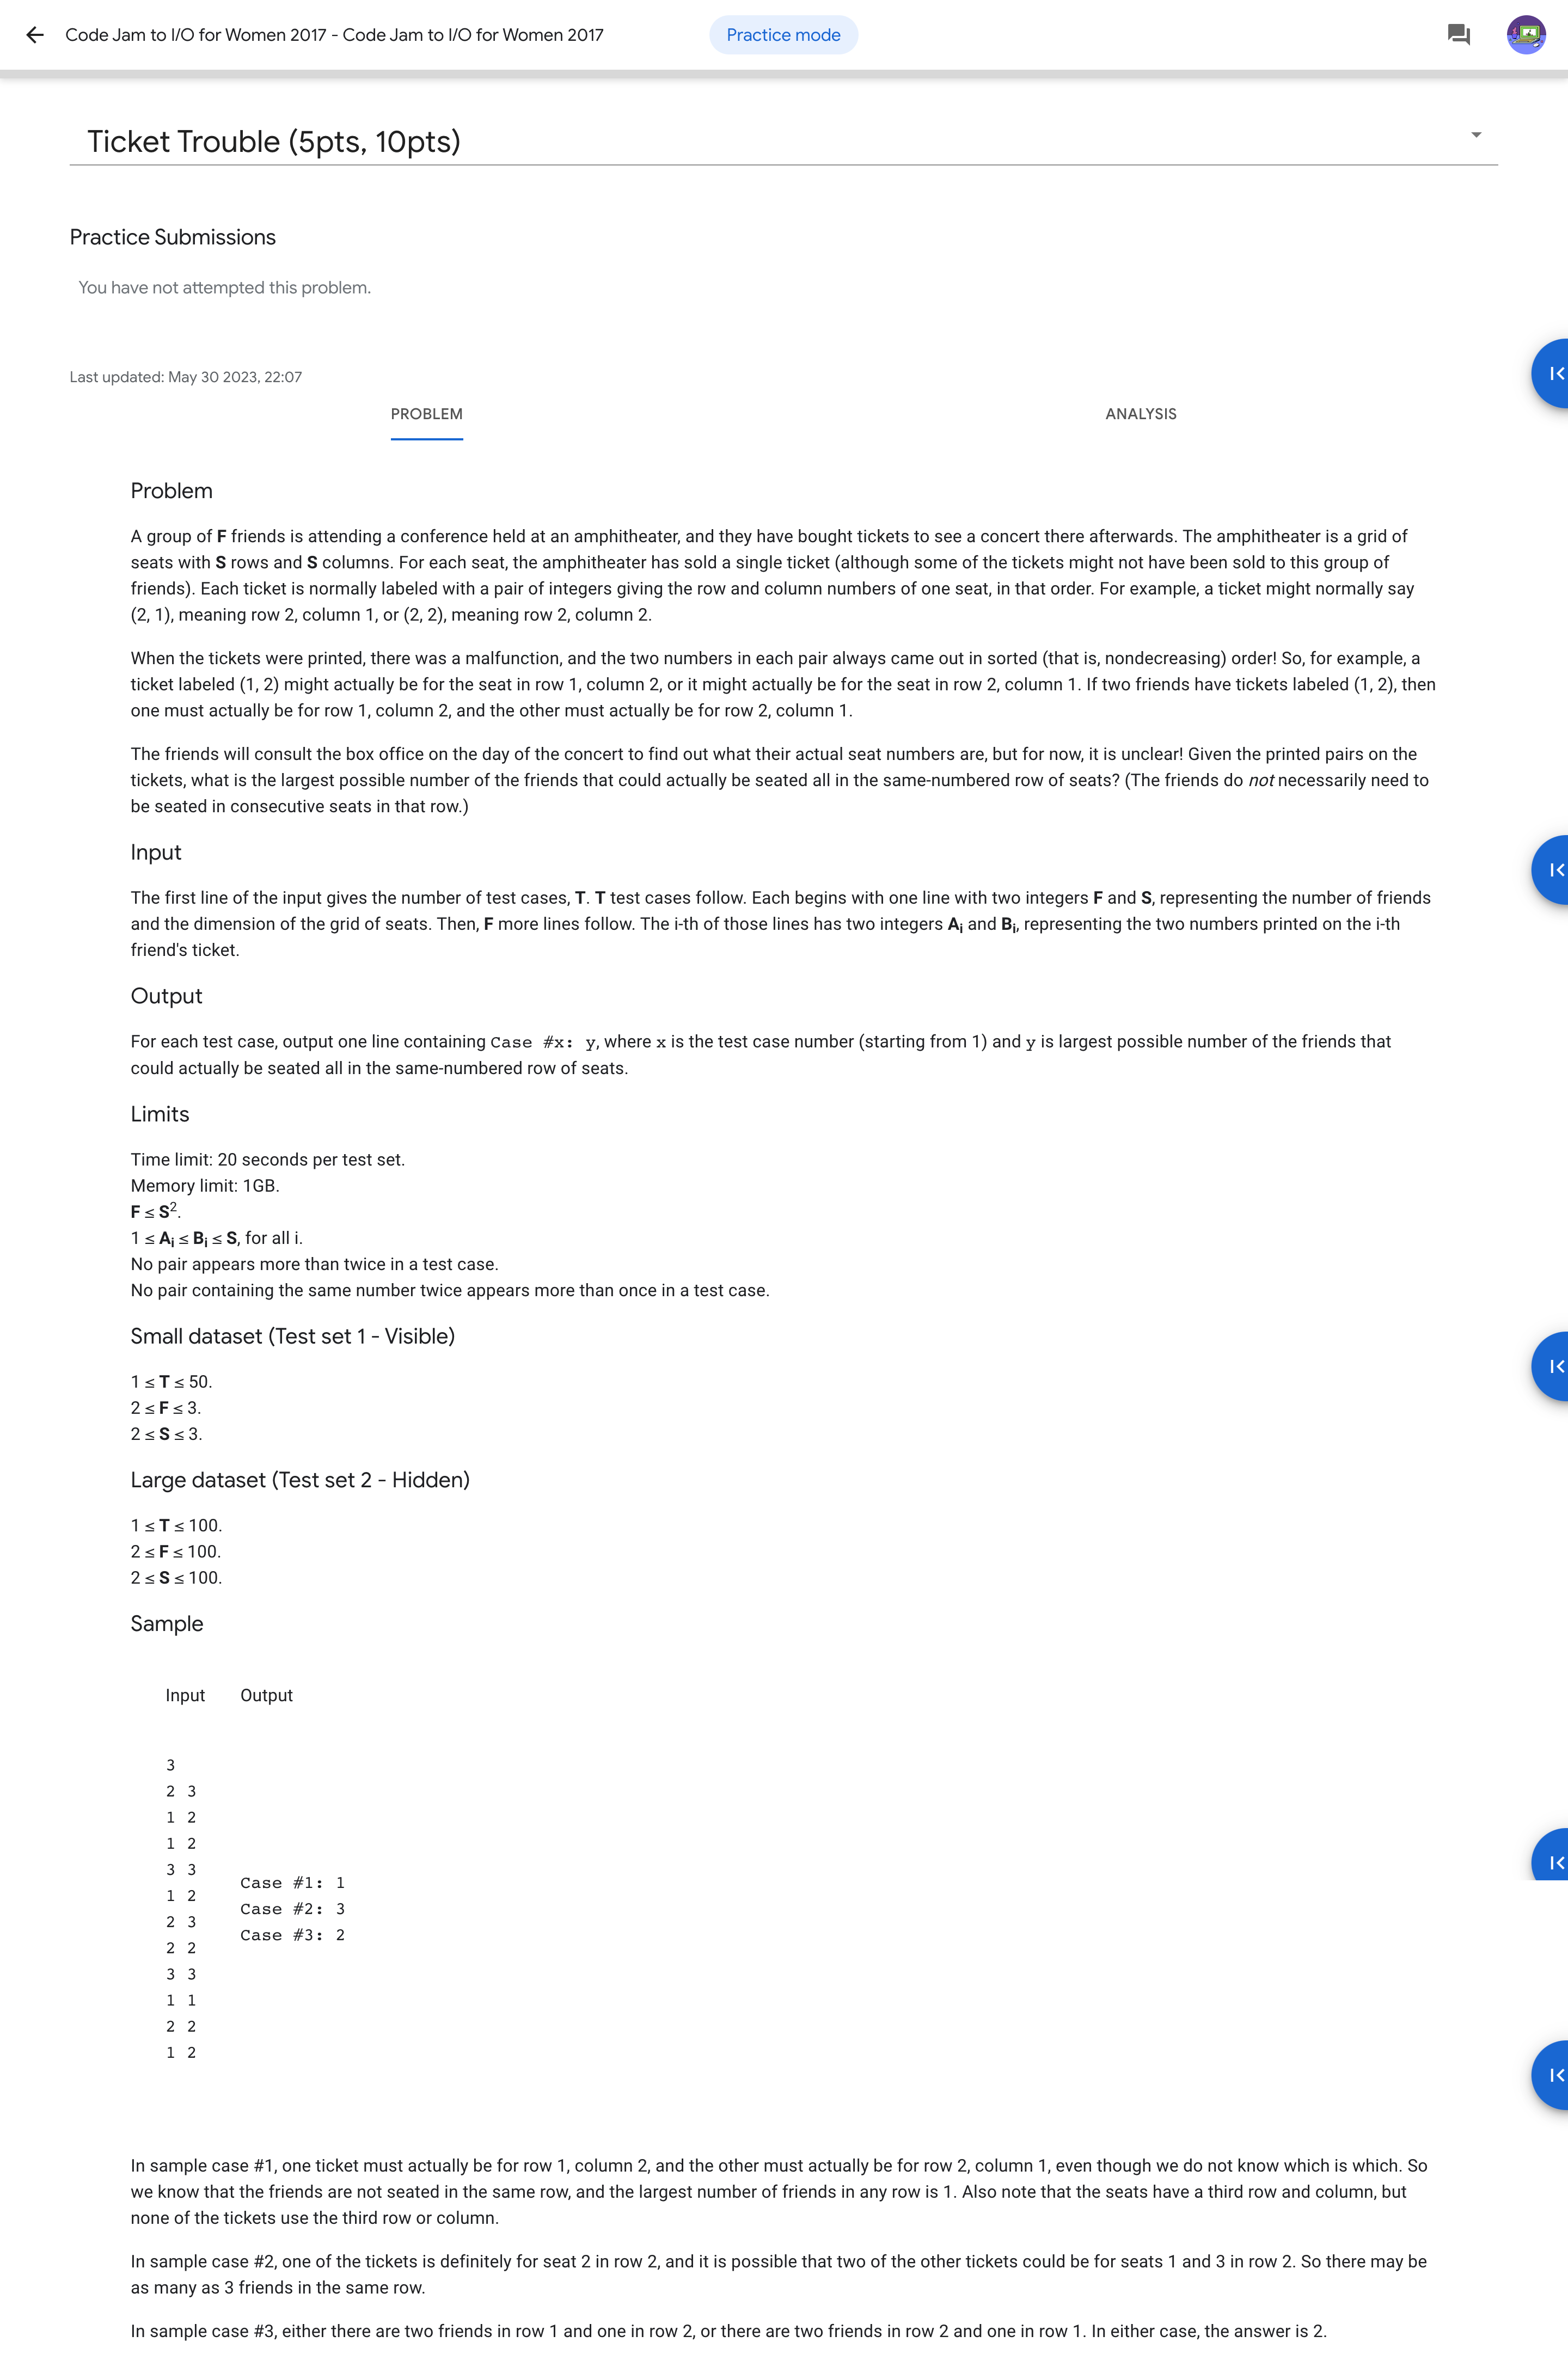 Code Jam to I/O for Women 2017 - Code Jam to I/O for Women 2017
Practice mode
Ticket Trouble (5pts, 10pts)
Practice Submissions
You have not attempted this problem.
Last updated: May 30 2023, 22:07
PROBLEM
ANALYSIS
Problem
A group of F friends is attending a conference held at an amphitheater, and they have bought tickets to see a concert there afterwards. The amphitheater is a grid of
seats with S rows and S columns. For each seat, the amphitheater has sold a single ticket (although some of the tickets might not have been sold to this group of
friends). Each ticket is normally labeled with a pair of integers giving the row and column numbers of one seat, in that order. For example, a ticket might normally say
(2, 1), meaning row 2, column 1, or (2, 2), meaning row 2, column 2.
When the tickets were printed, there was a malfunction, and the two numbers in each pair always came out in sorted (that is, nondecreasing) order! So, for example, a
ticket labeled (1, 2) might actually be for the seat in row 1, column 2, or it might actually be for the seat in row 2, column 1. If two friends have tickets labeled (1, 2), then
one must actually be for row 1, column 2, and the other must actually be for row 2, column 1.
The friends will consult the box office on the day of the concert to find out what their actual seat numbers are, but for now, it is unclear! Given the printed pairs on the
tickets, what is the largest possible number of the friends that could actually be seated all in the same-numbered row of seats? (The friends do not necessarily need to
be seated in consecutive seats in that row.)
Input
The first line of the input gives the number of test cases, T. T test cases follow. Each begins with one line with two integers F and S, representing the number of friends
and the dimension of the grid of seats. Then, F more lines follow. The i-th of those lines has two integers Ai and Bi, representing the two numbers printed on the i-th
friend's ticket.
Output
For each test case, output one line containing Case #x: y, where x is the test case number (starting from 1) and y is largest possible number of the friends that
could actually be seated all in the same-numbered row of seats.
Limits
Time limit: 20 seconds per test set.
Memory limit: 1GB.
F ≤ S².
1 ≤ Ai ≤ Bi ≤ S, for all i.
No pair appears more than twice in a test case.
No pair containing the same number twice appears more than once in a test case.
Small dataset (Test set 1 - Visible)
1 ≤ T ≤ 50.
2 ≤ F ≤ 3.
2 ≤ S ≤ 3.
Large dataset (Test set 2 - Hidden)
1 ≤ T ≤ 100.
2 ≤ F ≤ 100.
2 ≤ S ≤ 100.
Sample
Input
Output
3
2 3
1 2
1 2
3 3
1 2
2 3
2 2
3 3
1 1
2 2
1 2
Case #1: 1
Case #2: 3
Case #3: 2
In sample case #1, one ticket must actually be for row 1, column 2, and the other must actually be for row 2, column 1, even though we do not know which is which. So
we know that the friends are not seated in the same row, and the largest number of friends in any row is 1. Also note that the seats have a third row and column, but
none of the tickets use the third row or column.
In sample case #2, one of the tickets is definitely for seat 2 in row 2, and it is possible that two of the other tickets could be for seats 1 and 3 in row 2. So there may be
as many as 3 friends in the same row.
In sample case #3, either there are two friends in row 1 and one in row 2, or there are two friends in row 2 and one in row 1. In either case, the answer is 2.